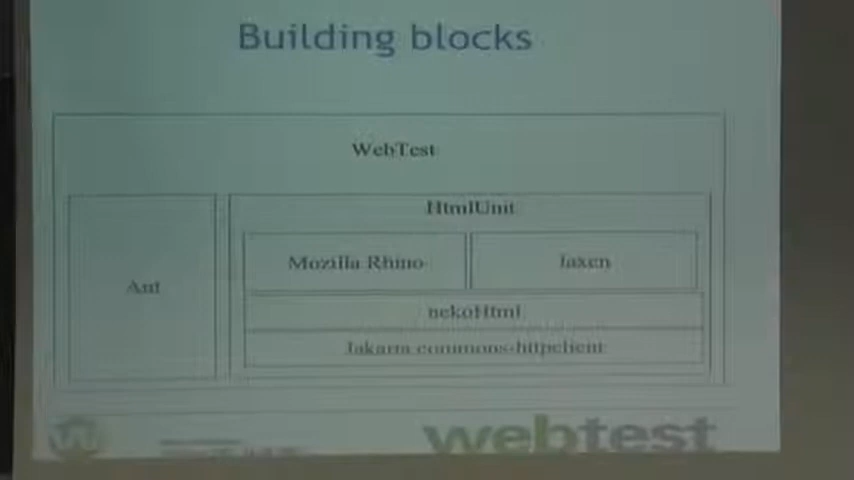 Building blocks
WebTest
HtmlUnit
Mozilla Rhino
Jaxen
Ant
nekoHtml
Jakarta commons-httpclient
webtest